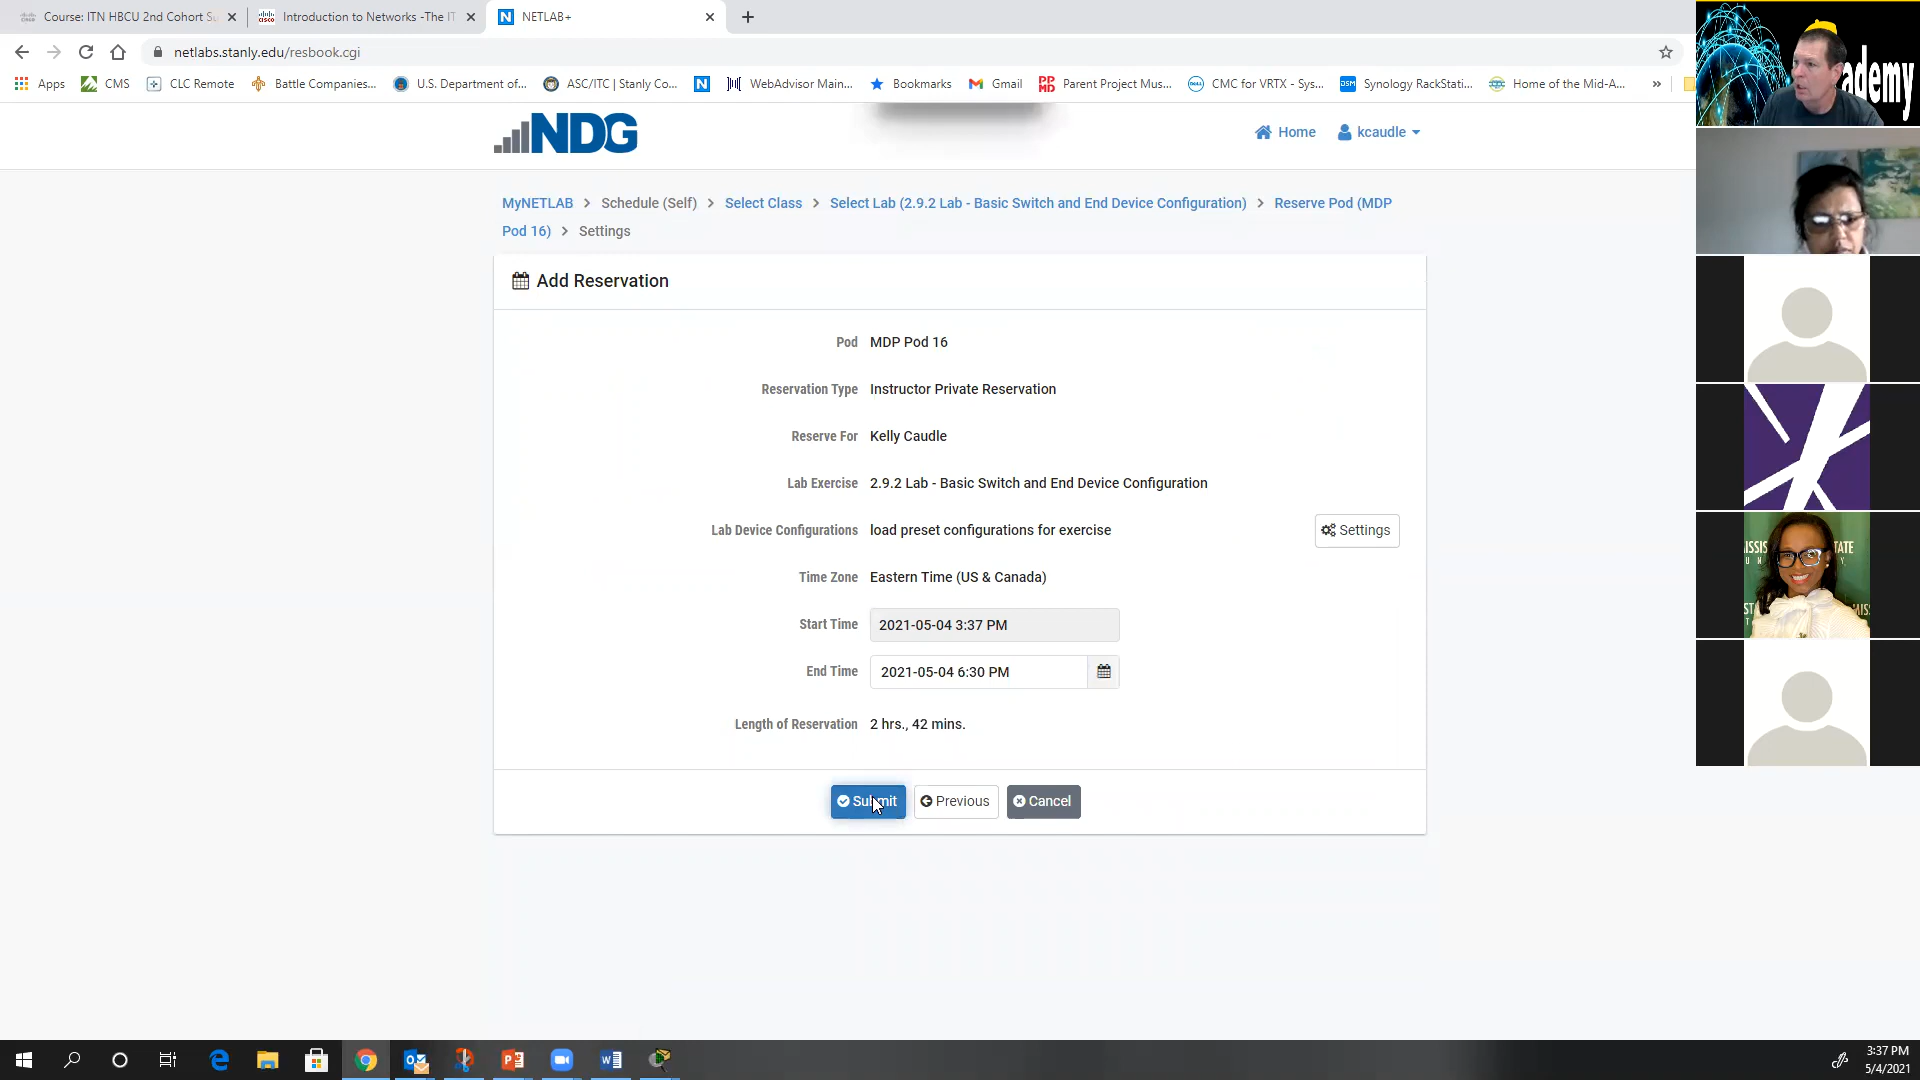 Course: ITN HBCU 2nd Cohort Su
Introduction to Networks -The IT
NETLAB+
netlabs.stanly.edu/resbook.cgi
Apps
CMS
CLC Remote
Battle Companies...
U.S. Department of...
ASC/ITC | Stanly Co...
WebAdvisor Main...
Bookmarks
Gmail
Parent Project Mus...
CMC for VRTX - Sys...
Synology RackStati...
Home of the Mid-A...
»
ademy
NDG
Home
kcaudle
MyNETLAB > Schedule (Self) > Select Class > Select Lab (2.9.2 Lab - Basic Switch and End Device Configuration) > Reserve Pod (MDP
Pod 16) > Settings
Add Reservation
Pod MDP Pod 16
Reservation Type Instructor Private Reservation
Reserve For Kelly Caudle
Lab Exercise 2.9.2 Lab - Basic Switch and End Device Configuration
Lab Device Configurations load preset configurations for exercise Settings
Time Zone Eastern Time (US & Canada)
Start Time 2021-05-04 3:37 PM
End Time 2021-05-04 6:30 PM
Length of Reservation 2 hrs., 42 mins.
Submit Previous Cancel
3:37 PM
5/4/2021